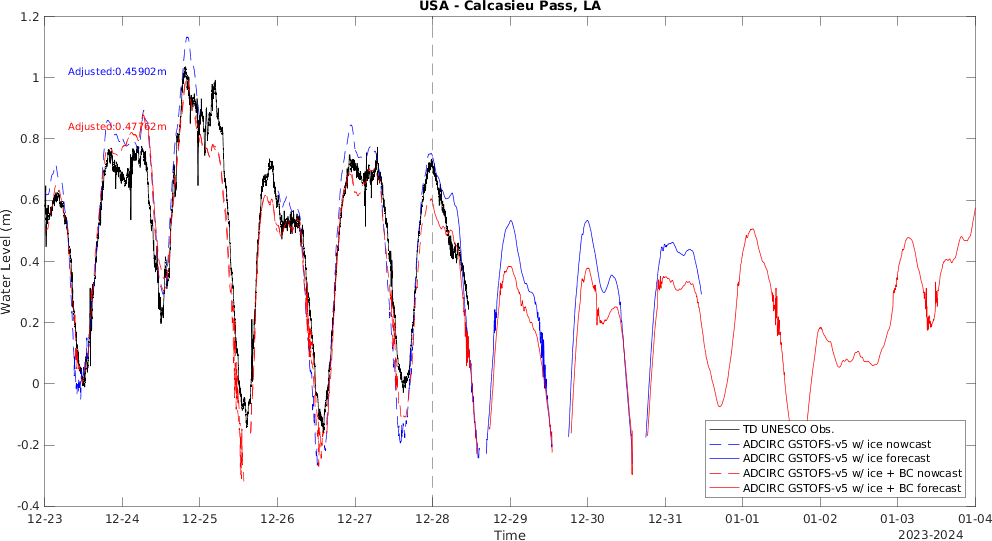 USA - Calcasieu Pass, LA
1.2
1
0.8
0.6
0.4
0.2
0
-0.2
-0.4
Water Level (m)
Adjusted:0.45902m
Adjusted:0.47762m
TD UNESCO Obs.
ADCIRC GSTOFS-v5 w/ ice nowcast
ADCIRC GSTOFS-v5 w/ ice forecast
ADCIRC GSTOFS-v5 w/ ice + BC nowcast
ADCIRC GSTOFS-v5 w/ ice + BC forecast
12-23 12-24 12-25 12-26 12-27 12-28 12-29 12-30 12-31 01-01 01-02 01-03 01-04
Time
2023-2024